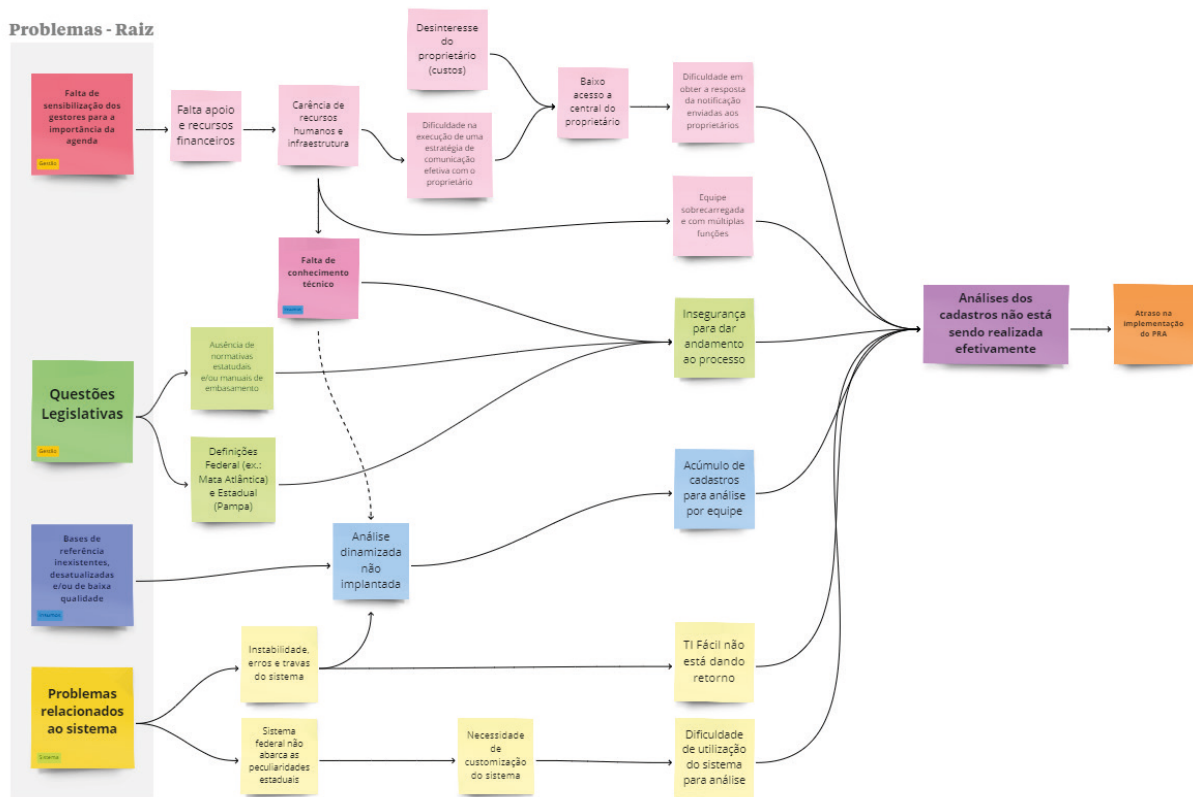 Problemas - Raiz
Falta de
sensibilização dos
gestores para a
importância da
agenda
Gestão
Falta apoio
e recursos
financeiros
Carência de
recursos
humanos e
infraestrutura
Desinteresse
do
proprietário
(custos)
Dificuldade na
execução de uma
estratégia de
comunicação
efetiva com o
proprietário
Baixo
acesso a
central do
proprietário
Dificuldade em
obter a resposta
da notificação
enviadas aos
proprietários
Equipe
sobrecarregada
e com múltiplas
funções
Falta de
conhecimento
técnico
Insegurança
para dar
andamento
ao processo
Análises dos
cadastros não está
sendo realizada
efetivamente
Atraso na
implementação
do PRA
Questões
Legislativas
Gestão
Ausência de
normativas
estatudais
e/ou manuais de
embasamento
Definições
Federal (ex.:
Mata Atlântica)
e Estadual
(Pampa)
Bases de
referência
inexistentes,
desatualizadas
e/ou de baixa
qualidade
Insumos
Análise
dinamizada
não
implantada
Acúmulo de
cadastros
para análise
por equipe
Problemas
relacionados
ao sistema
Sistema
Instabilidade,
erros e travas
do sistema
TI Fácil não
está dando
retorno
Sistema
federal não
abarca as
peculiaridades
estaduais
Necessidade
de
customização
do sistema
Dificuldade
de utilização
do sistema
para análise